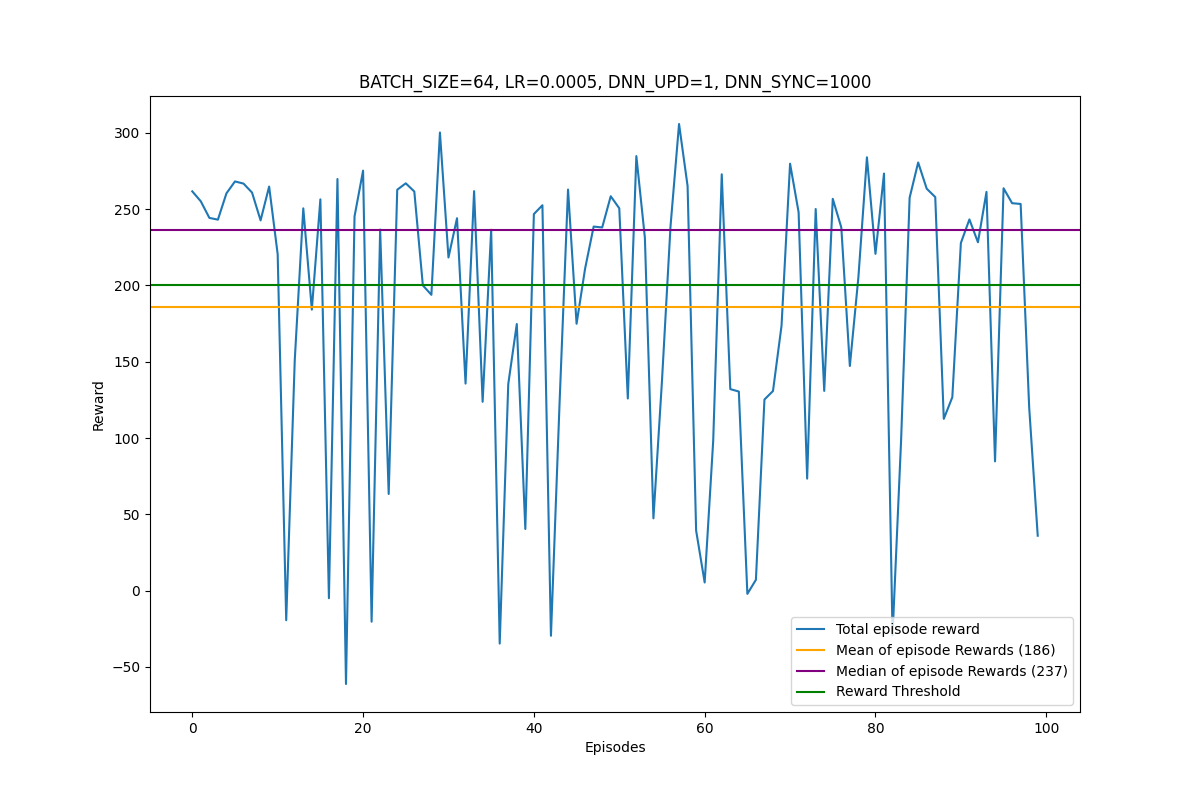 BATCH_SIZE=64, LR=0.0005, DNN_UPD=1, DNN_SYNC=1000
300
250
200
150
100
50
0
−50
Reward
0 20 40 60 80 100
Episodes
Total episode reward
Mean of episode Rewards (186)
Median of episode Rewards (237)
Reward Threshold